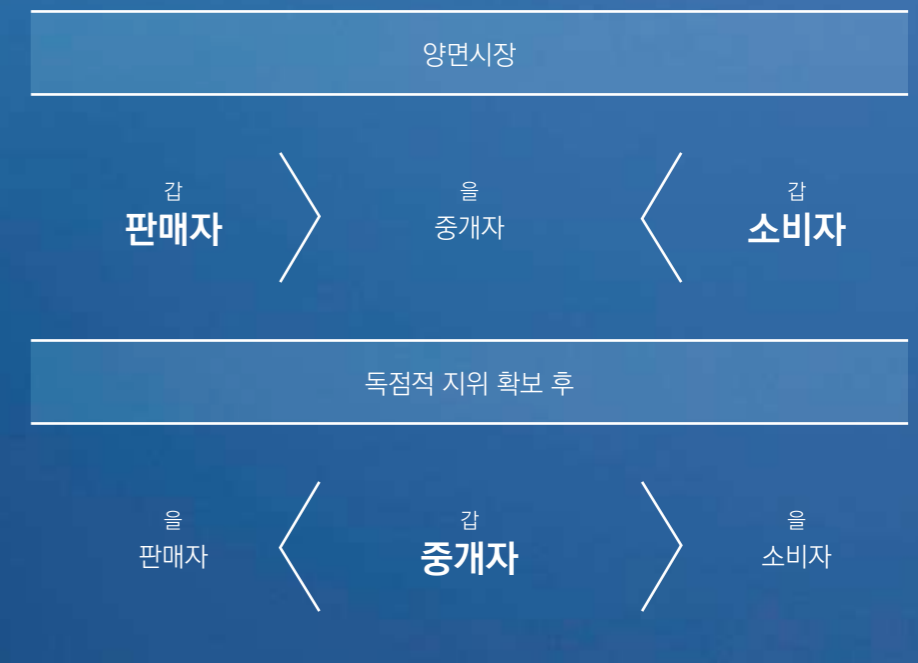 양면시장
갑 을 갑
판매자 중개자 소비자
독점적 지위 확보 후
을 갑 을
판매자 중개자 소비자